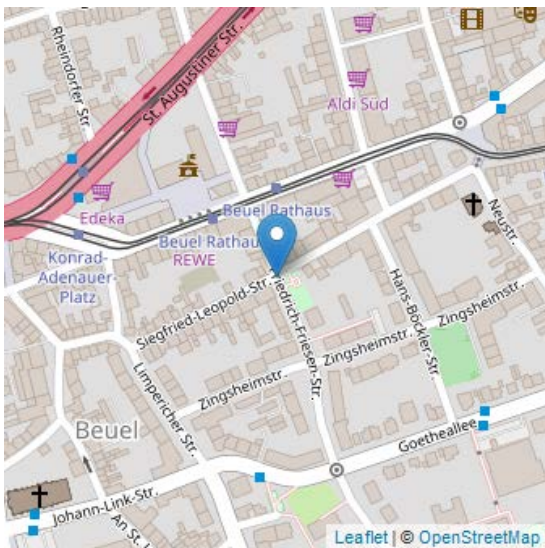 Rheindorfer Str.
St. Augustiner Str.
Aldi Süd
Edeka
Beuel Rathaus
Beuel Rathau
REWE
Konrad-
Adenauer-
Platz
Neustr.
Siegfried-Leopold-Str.
iedrich-Friesen-Str.
Hans-Böckler-Str.
Zingsheimstr.
Zingsheimstr.
Zingsheimstr.
Limpericher Str.
Beuel
Goetheallee
Johann-Link-Str.
An St.
Leaflet | © OpenStreetMap